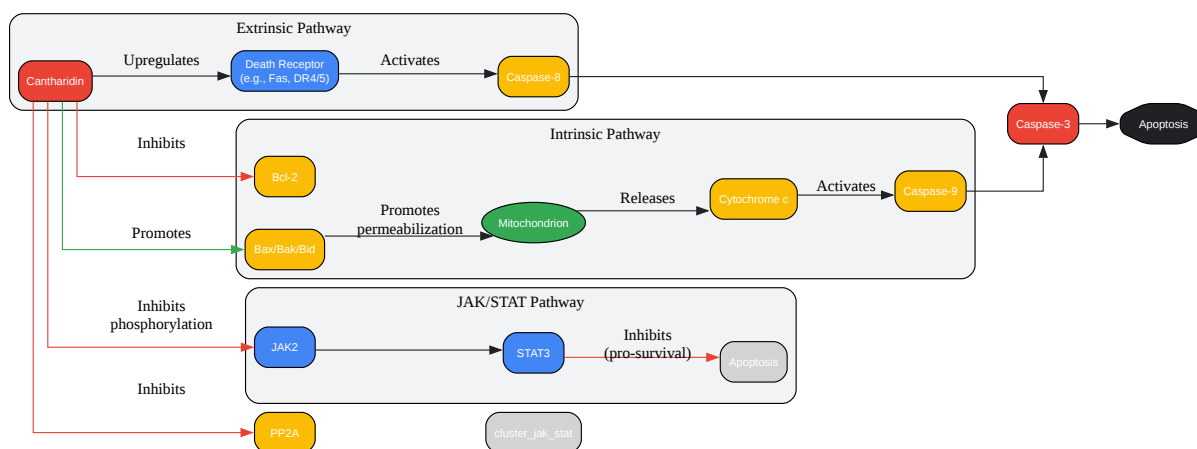 Extrinsic Pathway
Cantharidin
Upregulates
Death Receptor
(e.g., Fas, DR4/5)
Activates
Caspase-8
Caspase-3
Apoptosis
Intrinsic Pathway
Inhibits
Bcl-2
Promotes
Bax/Bak/Bid
Promotes
permeabilization
Mitochondrion
Releases
Cytochrome c
Activates
Caspase-9
JAK/STAT Pathway
Inhibits
phosphorylation
JAK2
STAT3
Inhibits
(pro-survival)
Apoptosis
Inhibits
PP2A
cluster_jak_stat